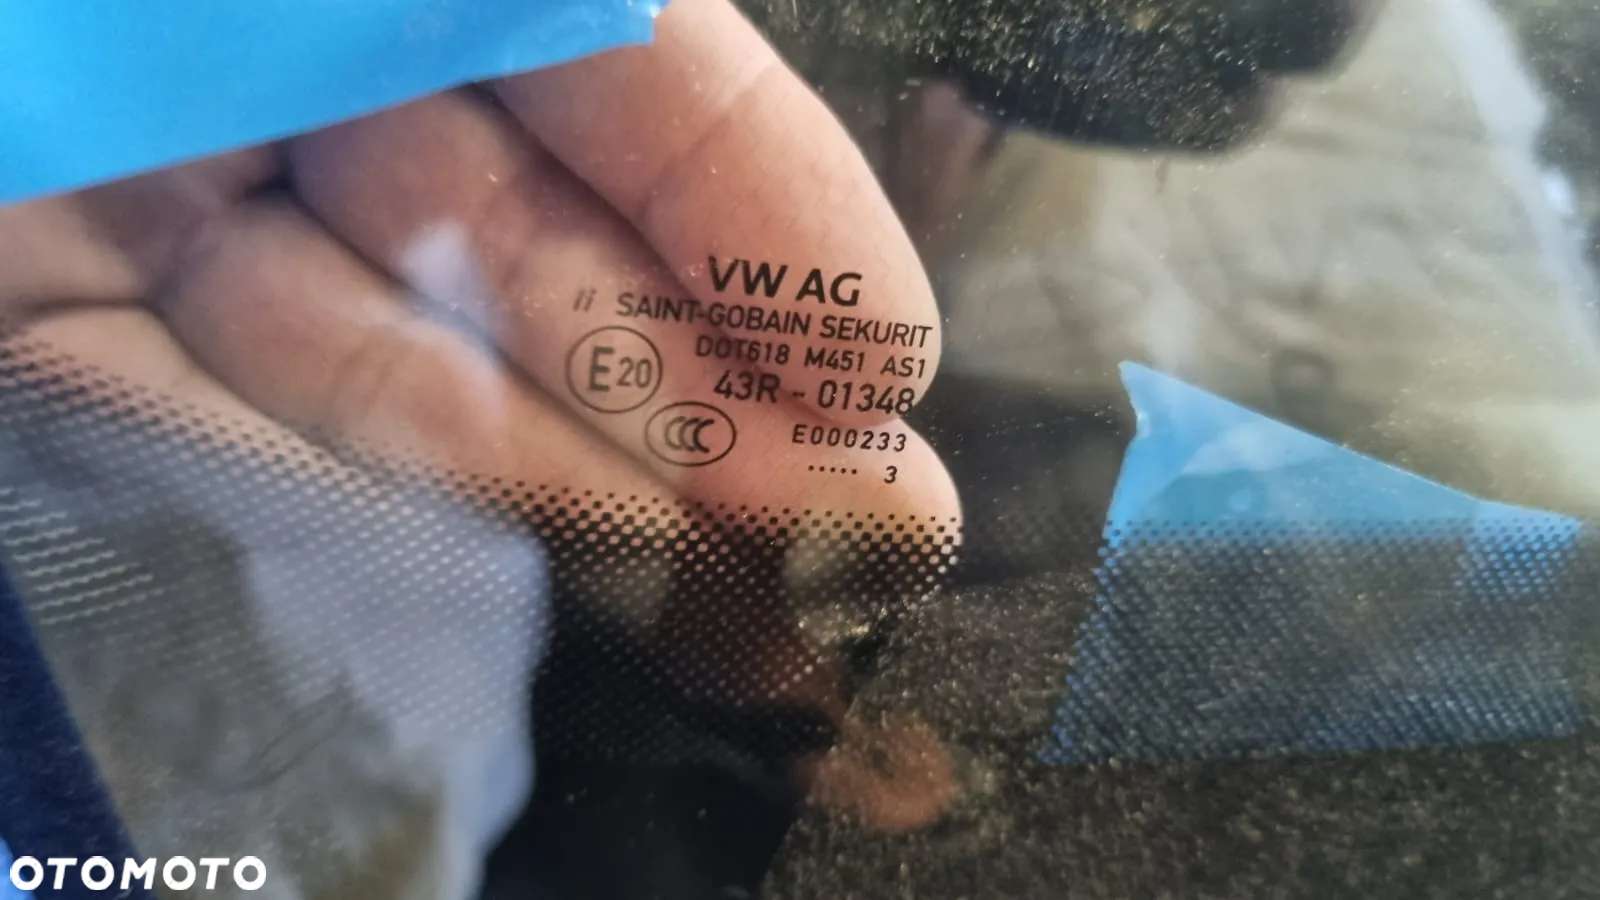 VW AG
SAINT-GOBAIN SEKURIT
DOT618 M451 AS1
E20
43R - 01348
CCC
E000233
..... 3
OTOMOTO